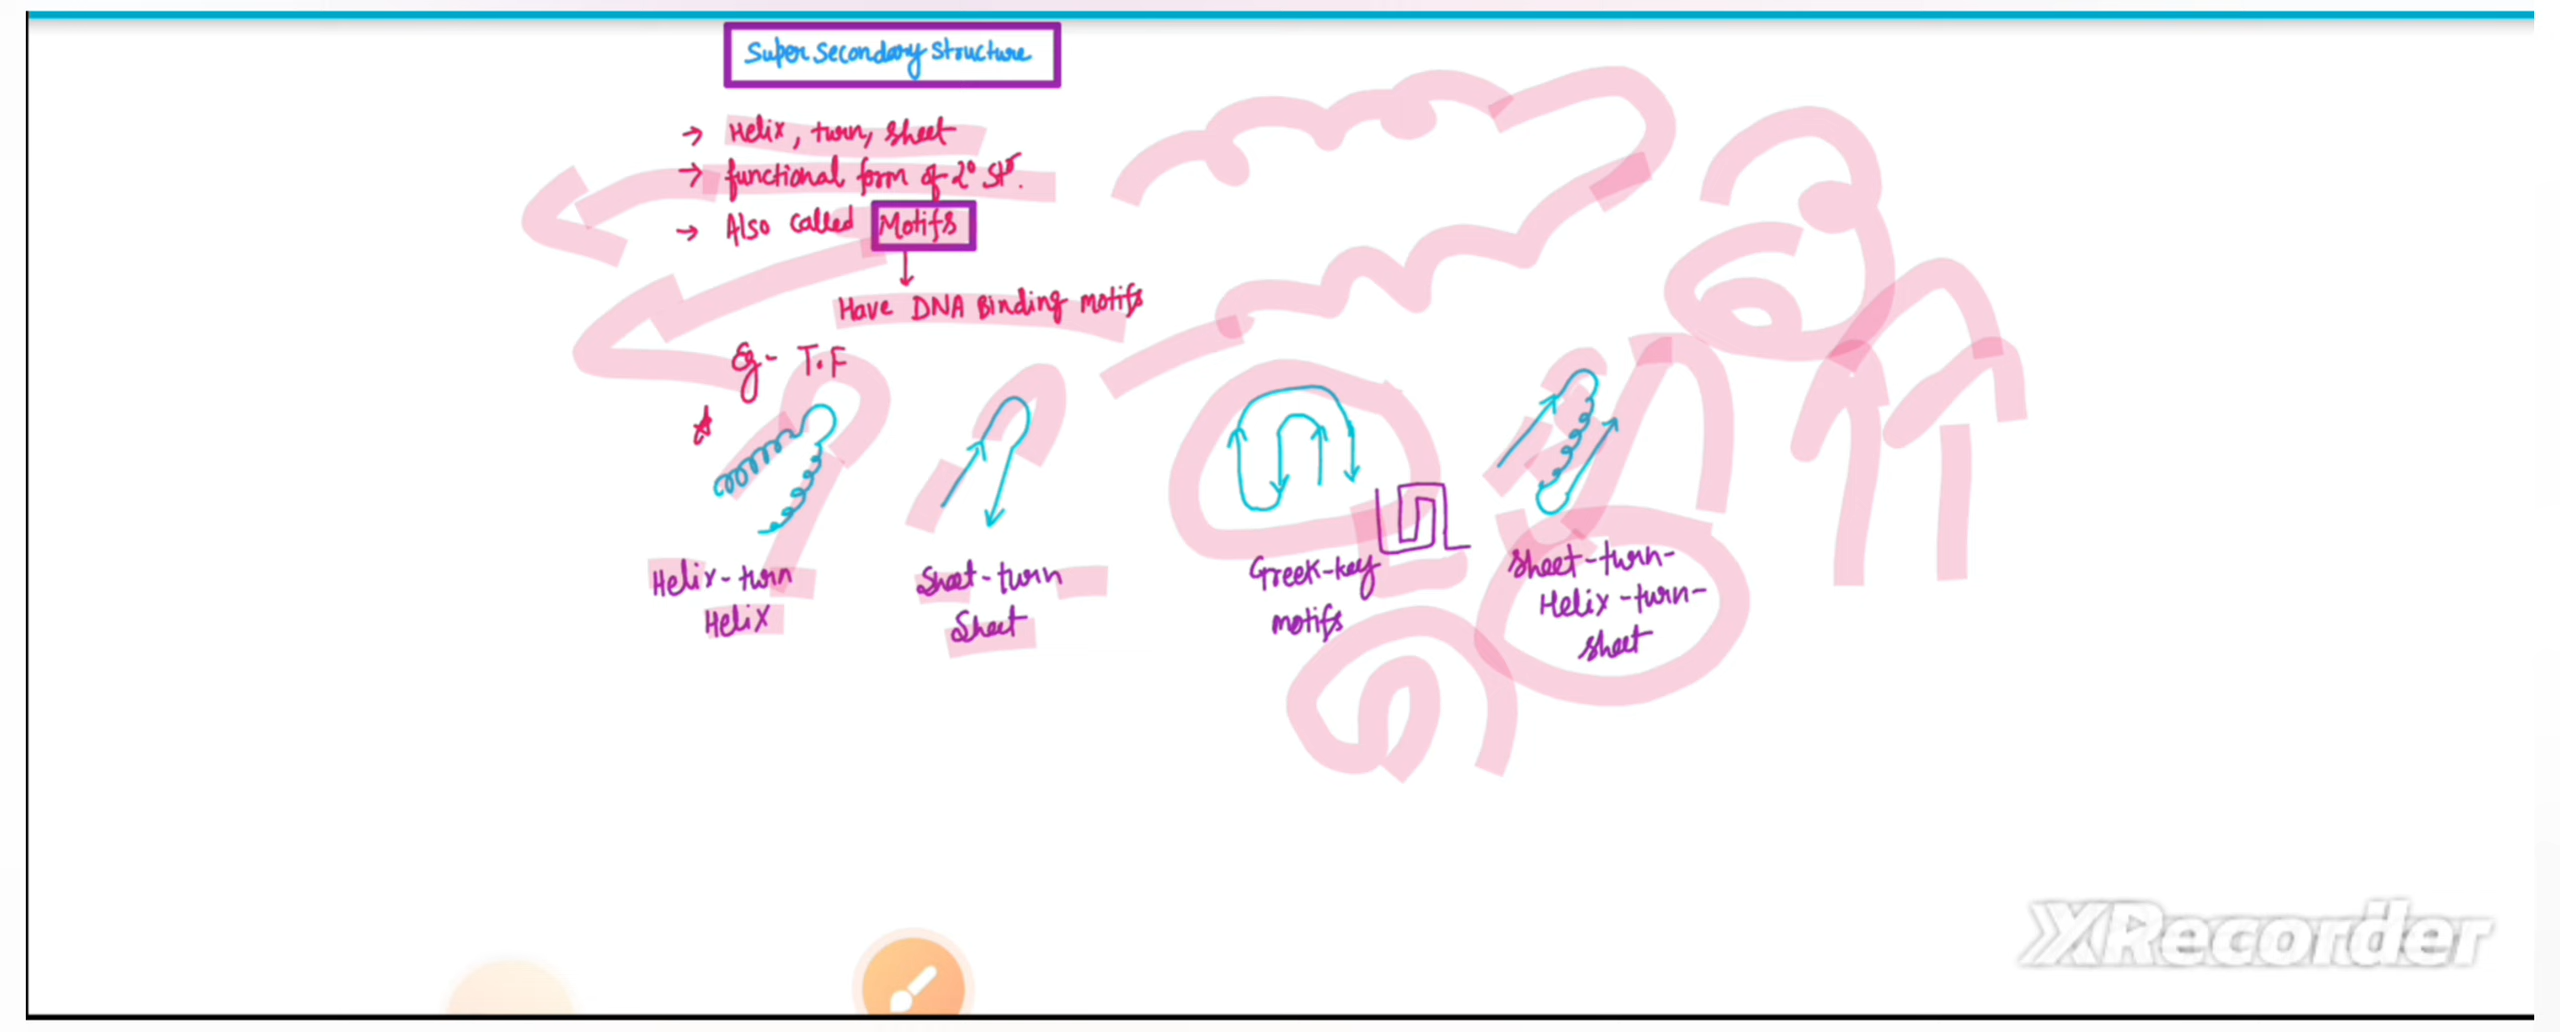 Super Secondary Structure
→ Helix, turn, sheet
→ functional form of 2° str.
→ Also called Motifs
Have DNA Binding motifs
Eg- T.F
Helix-turn
Helix
Sheet-turn
Sheet
Greek-key
motifs
Sheet-turn-
Helix-turn-
sheet
XRecorder